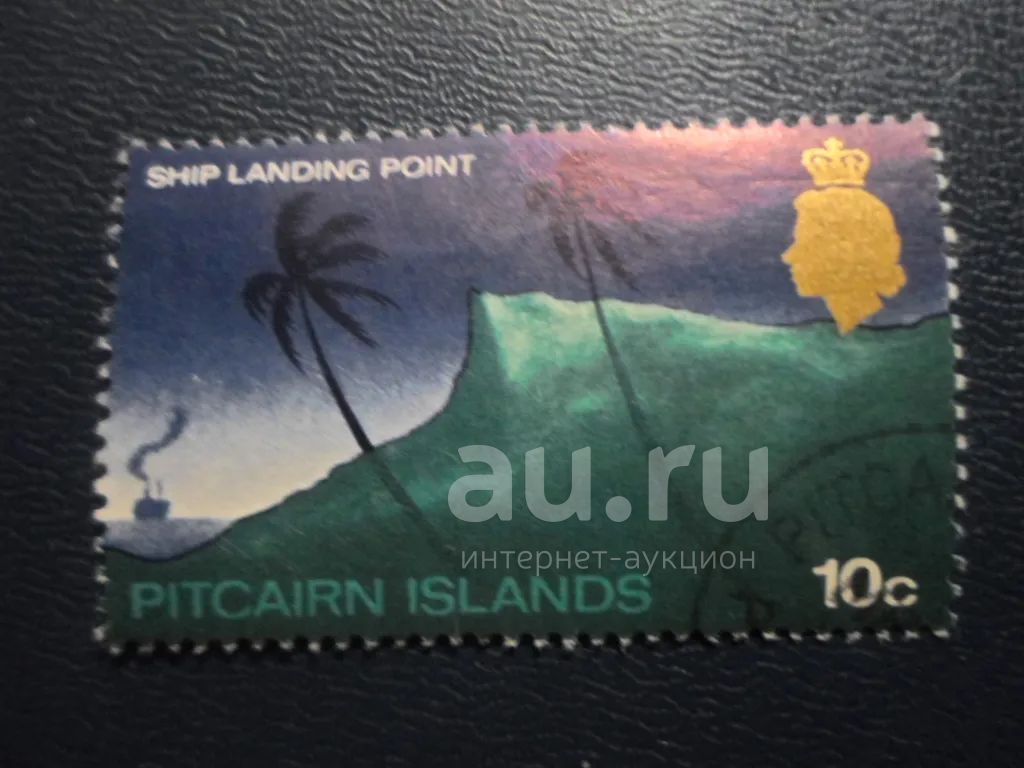 SHIP LANDING POINT
au.ru
интернет-аукцион
PITCAIRN ISLANDS
10c